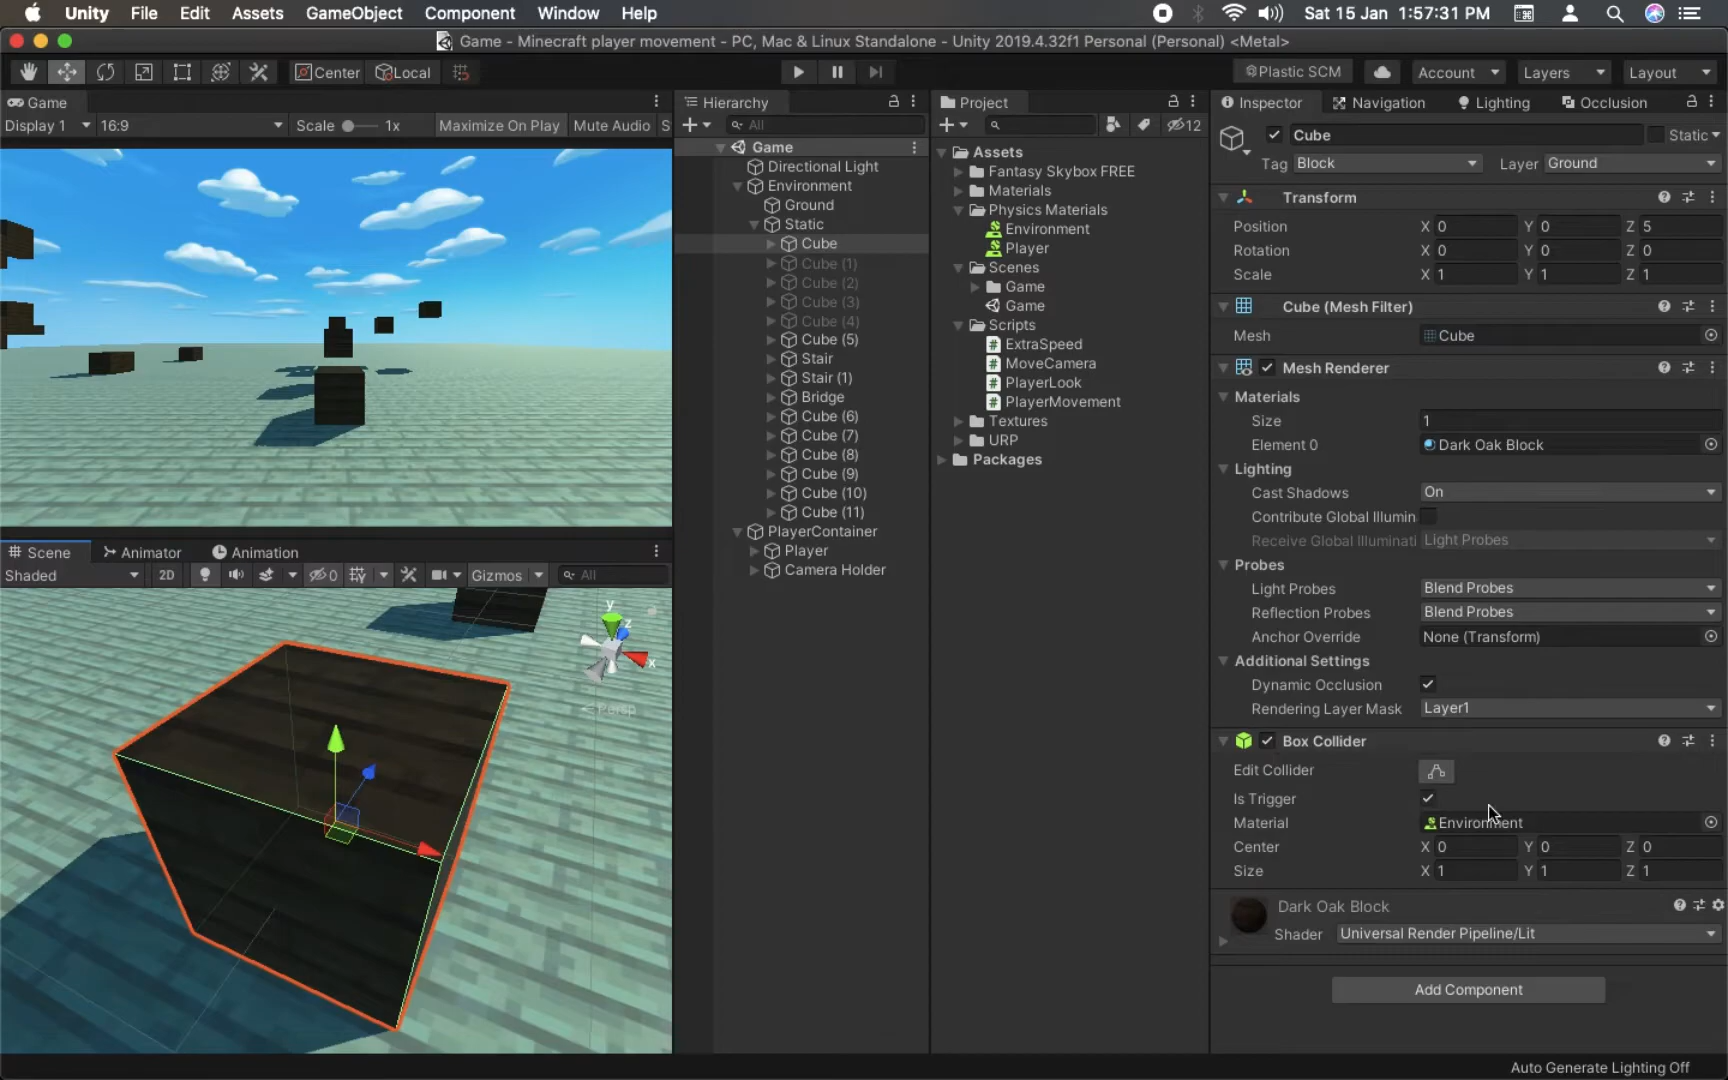 Unity File Edit Assets GameObject Component Window Help Sat 15 Jan 1:57:31 PM
Game - Minecraft player movement - PC, Mac & Linux Standalone - Unity 2019.4.32f1 Personal (Personal) <Metal>
Center Local Plastic SCM Account Layers Layout
Game
Display 1 16:9 Scale 1x Maximize On Play Mute Audio S
Scene Animator Animation
Shaded 2D 0 Gizmos All
y
z
x
Persp
Hierarchy
All
Game
Directional Light
Environment
Ground
Static
Cube
Cube (1)
Cube (2)
Cube (3)
Cube (4)
Cube (5)
Stair
Stair (1)
Bridge
Cube (6)
Cube (7)
Cube (8)
Cube (9)
Cube (10)
Cube (11)
PlayerContainer
Player
Camera Holder
Project
12
Assets
Fantasy Skybox FREE
Materials
Physics Materials
Environment
Player
Scenes
Game
Game
Scripts
ExtraSpeed
MoveCamera
PlayerLook
PlayerMovement
Textures
URP
Packages
Inspector Navigation Lighting Occlusion
Cube Static
Tag Block Layer Ground
Transform
Position X 0 Y 0 Z 5
Rotation X 0 Y 0 Z 0
Scale X 1 Y 1 Z 1
Cube (Mesh Filter)
Mesh Cube
Mesh Renderer
Materials
Size 1
Element 0 Dark Oak Block
Lighting
Cast Shadows On
Contribute Global Illumin
Receive Global Illuminati Light Probes
Probes
Light Probes Blend Probes
Reflection Probes Blend Probes
Anchor Override None (Transform)
Additional Settings
Dynamic Occlusion
Rendering Layer Mask Layer1
Box Collider
Edit Collider
Is Trigger
Material Environment
Center X 0 Y 0 Z 0
Size X 1 Y 1 Z 1
Dark Oak Block
Shader Universal Render Pipeline/Lit
Add Component
Auto Generate Lighting Off